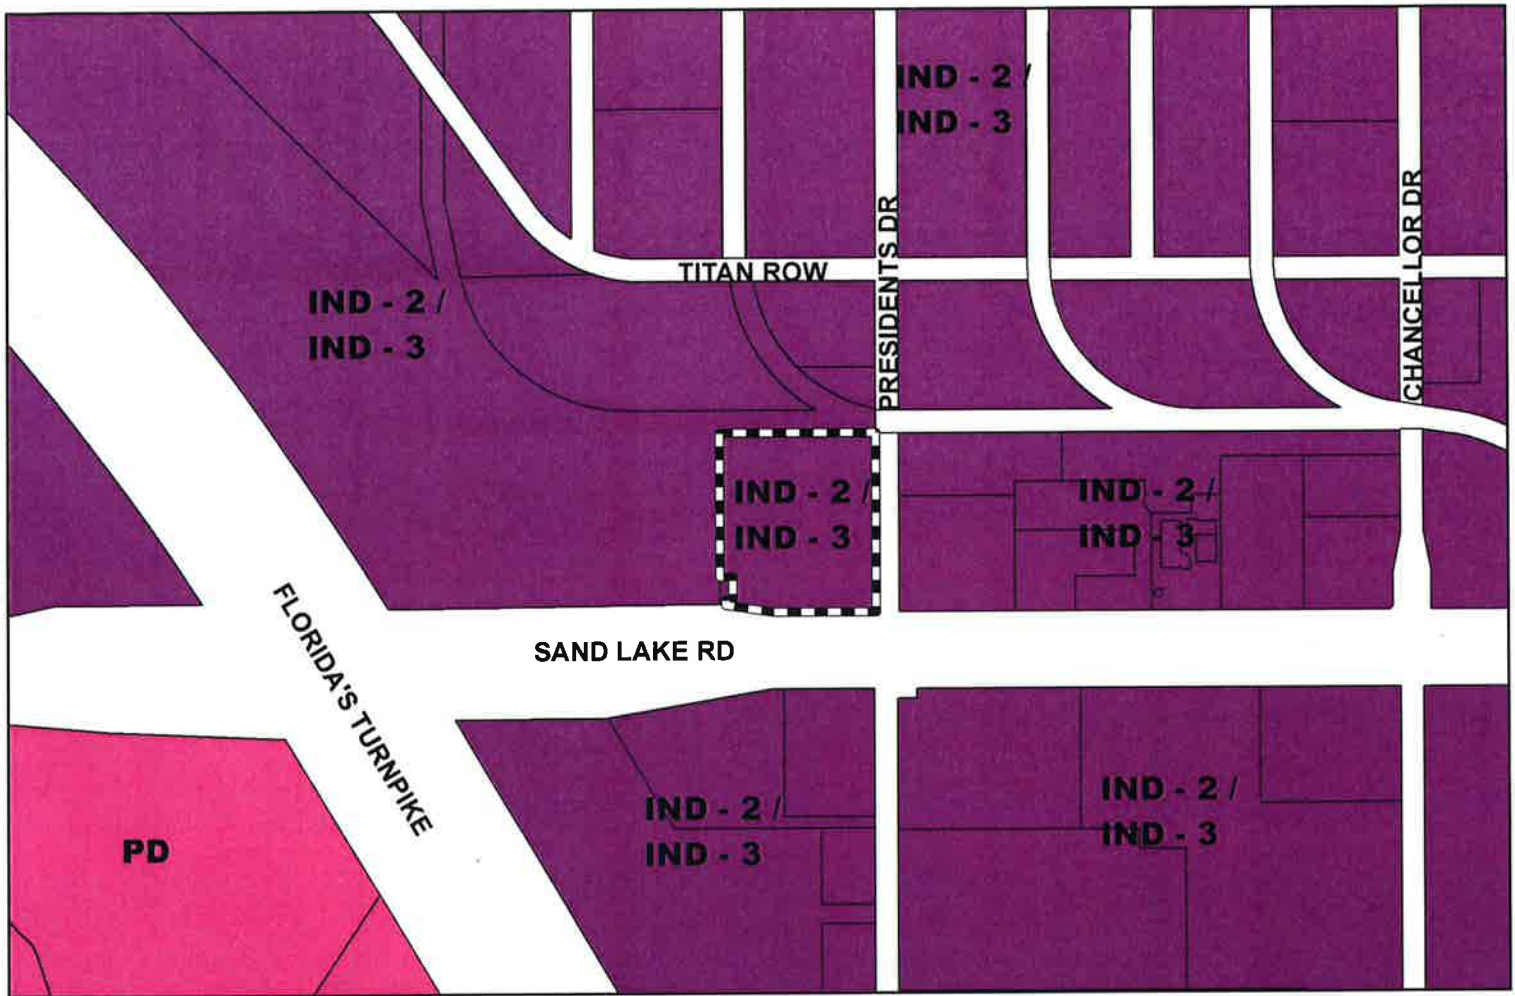 IND - 2 /
IND - 3
PRESIDENTS DR
CHANCELLOR DR
TITAN ROW
IND - 2 /
IND - 3
IND - 2 /
IND - 3
IND - 2 /
IND - 3
FLORIDA'S TURNPIKE
SAND LAKE RD
IND - 2 /
IND - 3
IND - 2 /
IND - 3
PD